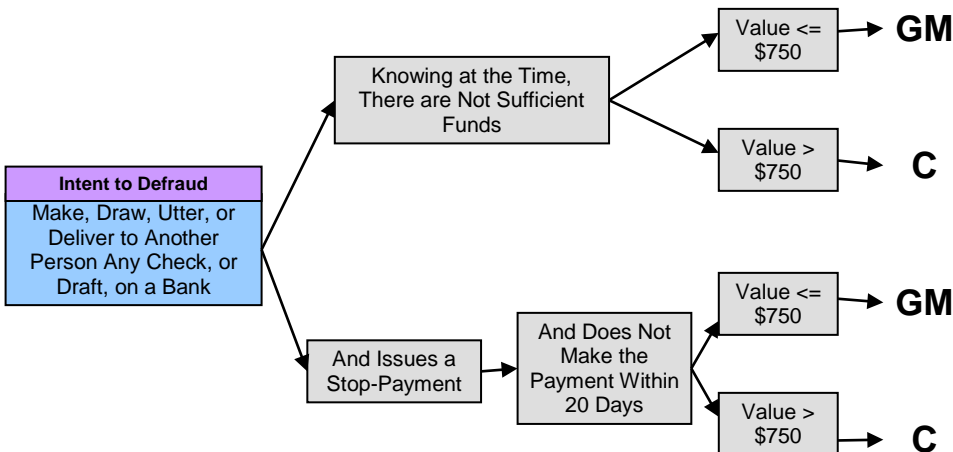 Intent to Defraud
Make, Draw, Utter, or
Deliver to Another
Person Any Check, or
Draft, on a Bank
Knowing at the Time,
There are Not Sufficient
Funds
Value <=
$750
GM
Value >
$750
C
And Issues a
Stop-Payment
And Does Not
Make the
Payment Within
20 Days
Value <=
$750
GM
Value >
$750
C